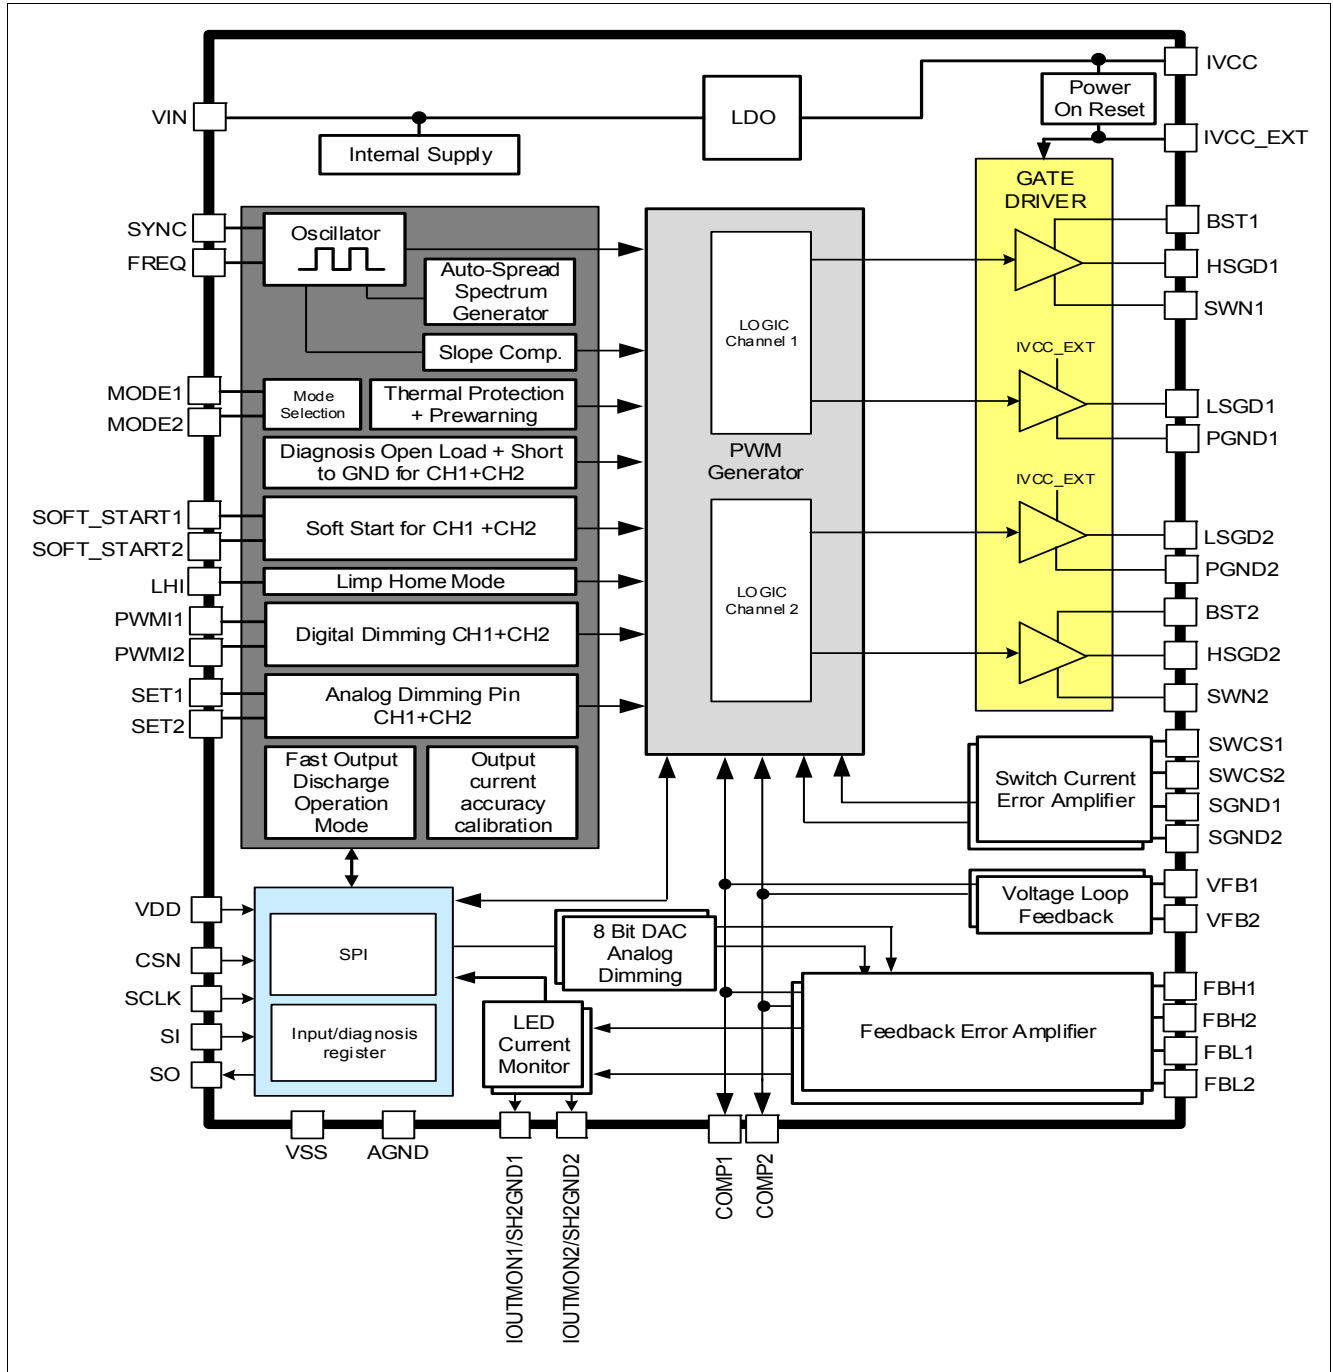 IVCC
VIN
LDO
Power
On Reset
Internal Supply
IVCC_EXT
GATE
DRIVER
SYNC
FREQ
Oscillator
Auto-Spread
Spectrum
Generator
Slope Comp.
MODE1
MODE2
Mode
Selection
Thermal Protection
+ Prewarning
Diagnosis Open Load + Short
to GND for CH1+CH2
SOFT_START1
SOFT_START2
Soft Start for CH1 +CH2
LHI
Limp Home Mode
PWMI1
PWMI2
Digital Dimming CH1+CH2
SET1
SET2
Analog Dimming Pin
CH1+CH2
Fast Output
Discharge
Operation
Mode
Output
current
accuracy
calibration
LOGIC
Channel 1
PWM
Generator
LOGIC
Channel 2
BST1
HSGD1
SWN1
IVCC_EXT
LSGD1
PGND1
IVCC_EXT
LSGD2
PGND2
BST2
HSGD2
SWN2
Switch Current
Error Amplifier
SWCS1
SWCS2
SGND1
SGND2
Voltage Loop
Feedback
VFB1
VFB2
VDD
CSN
SCLK
SI
SO
SPI
Input/diagnosis
register
8 Bit DAC
Analog
Dimming
LED
Current
Monitor
Feedback Error Amplifier
FBH1
FBH2
FBL1
FBL2
VSS
AGND
IOUTMON1/SH2GND1
IOUTMON2/SH2GND2
COMP1
COMP2